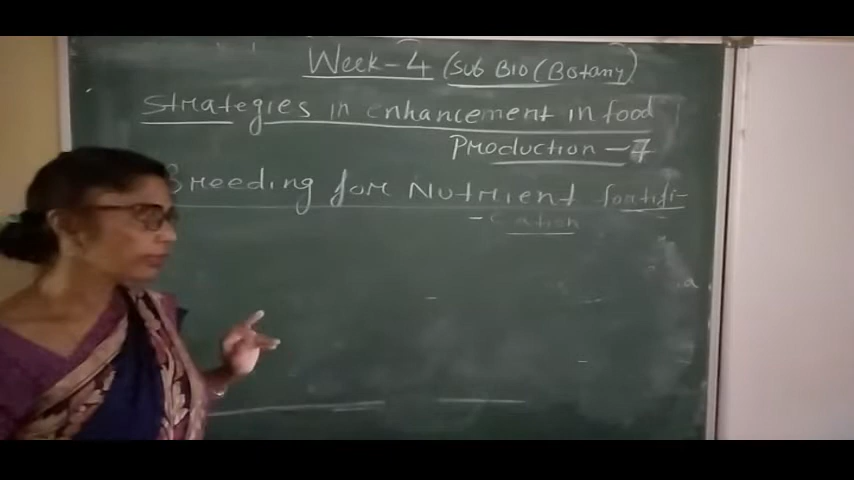 Week-4 (Sub Bio (Botany)
Strategies in enhancement in food
Production - 7
Breeding for Nutrient fortifi-
-cation